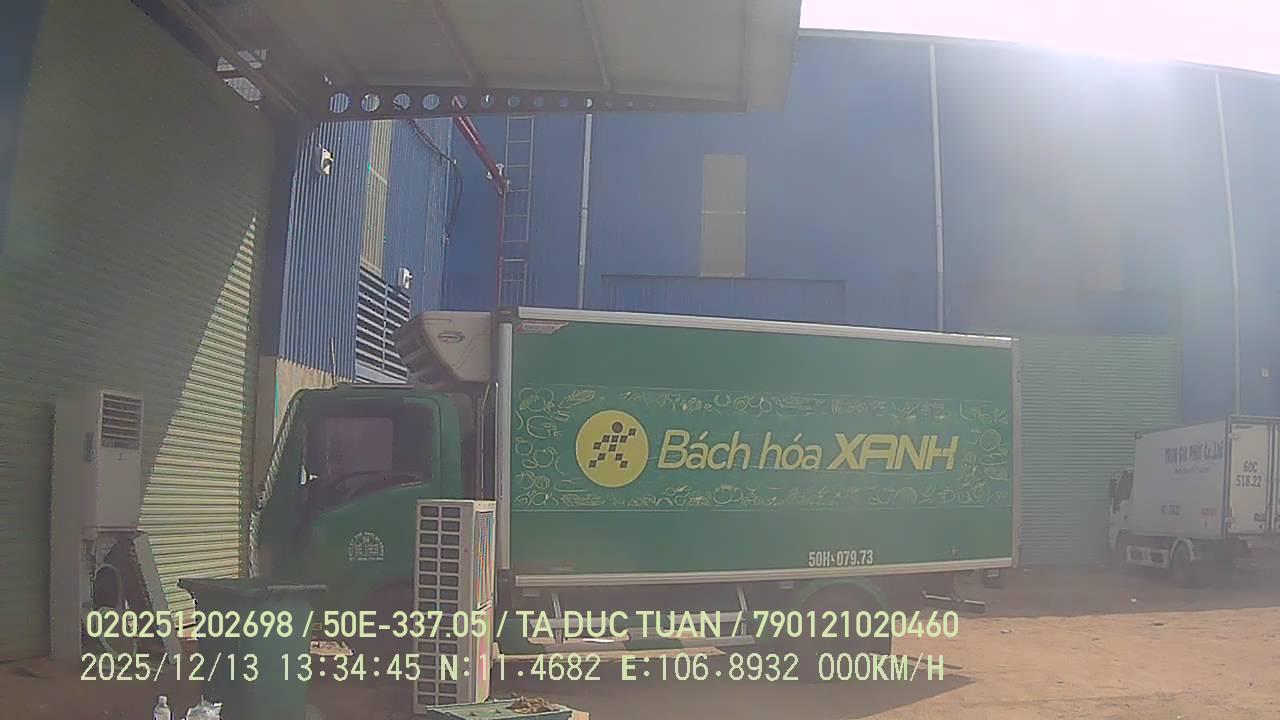 Bách hóa XANH
50H-079.73
60C
518.22
020251202698 / 50E-337.05 / TA DUC TUAN / 790121020460
2025/12/13 13:34:45 N:11.4682 E:106.8932 000KM/H